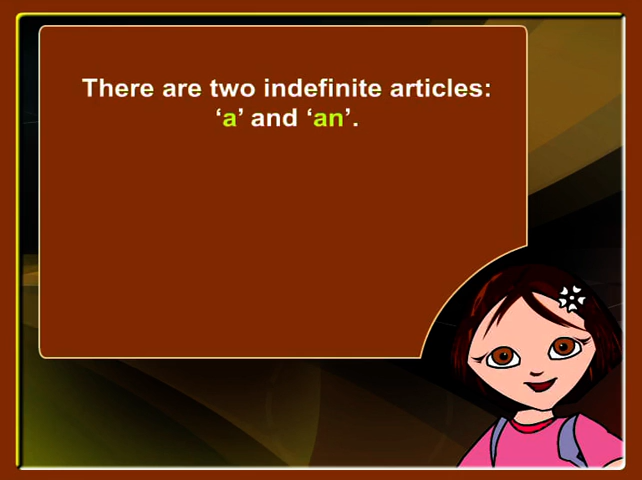 There are two indefinite articles:
‘a’ and ‘an’.